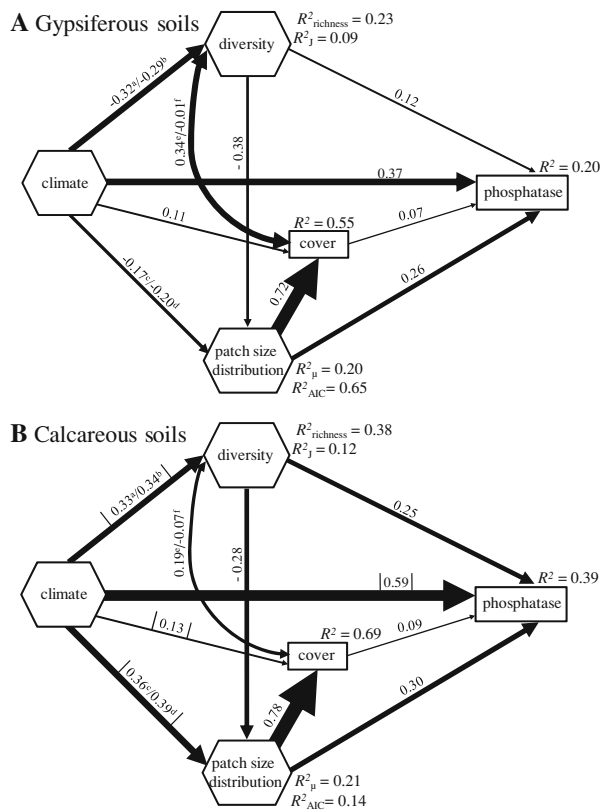 A Gypsiferous soils
R²richness = 0.23
R²J = 0.09
diversity
-0.32ᵃ/-0.29ᵇ
0.34ᵉ/-0.01ᶠ
- 0.38
0.12
climate
0.37
R² = 0.20
phosphatase
0.11
R² = 0.55
cover
0.07
-0.17ᶜ/-0.20ᵈ
0.72
0.26
patch size
distribution
R²μ = 0.20
R²AIC = 0.65
B Calcareous soils
R²richness = 0.38
R²J = 0.12
diversity
|0.33ᵃ/0.34ᵇ|
0.19ᵉ/-0.07ᶠ
- 0.28
0.25
climate
|0.59|
R² = 0.39
phosphatase
|0.13|
R² = 0.69
cover
0.09
|0.36ᶜ/0.39ᵈ|
0.78
0.30
patch size
distribution
R²μ = 0.21
R²AIC = 0.14